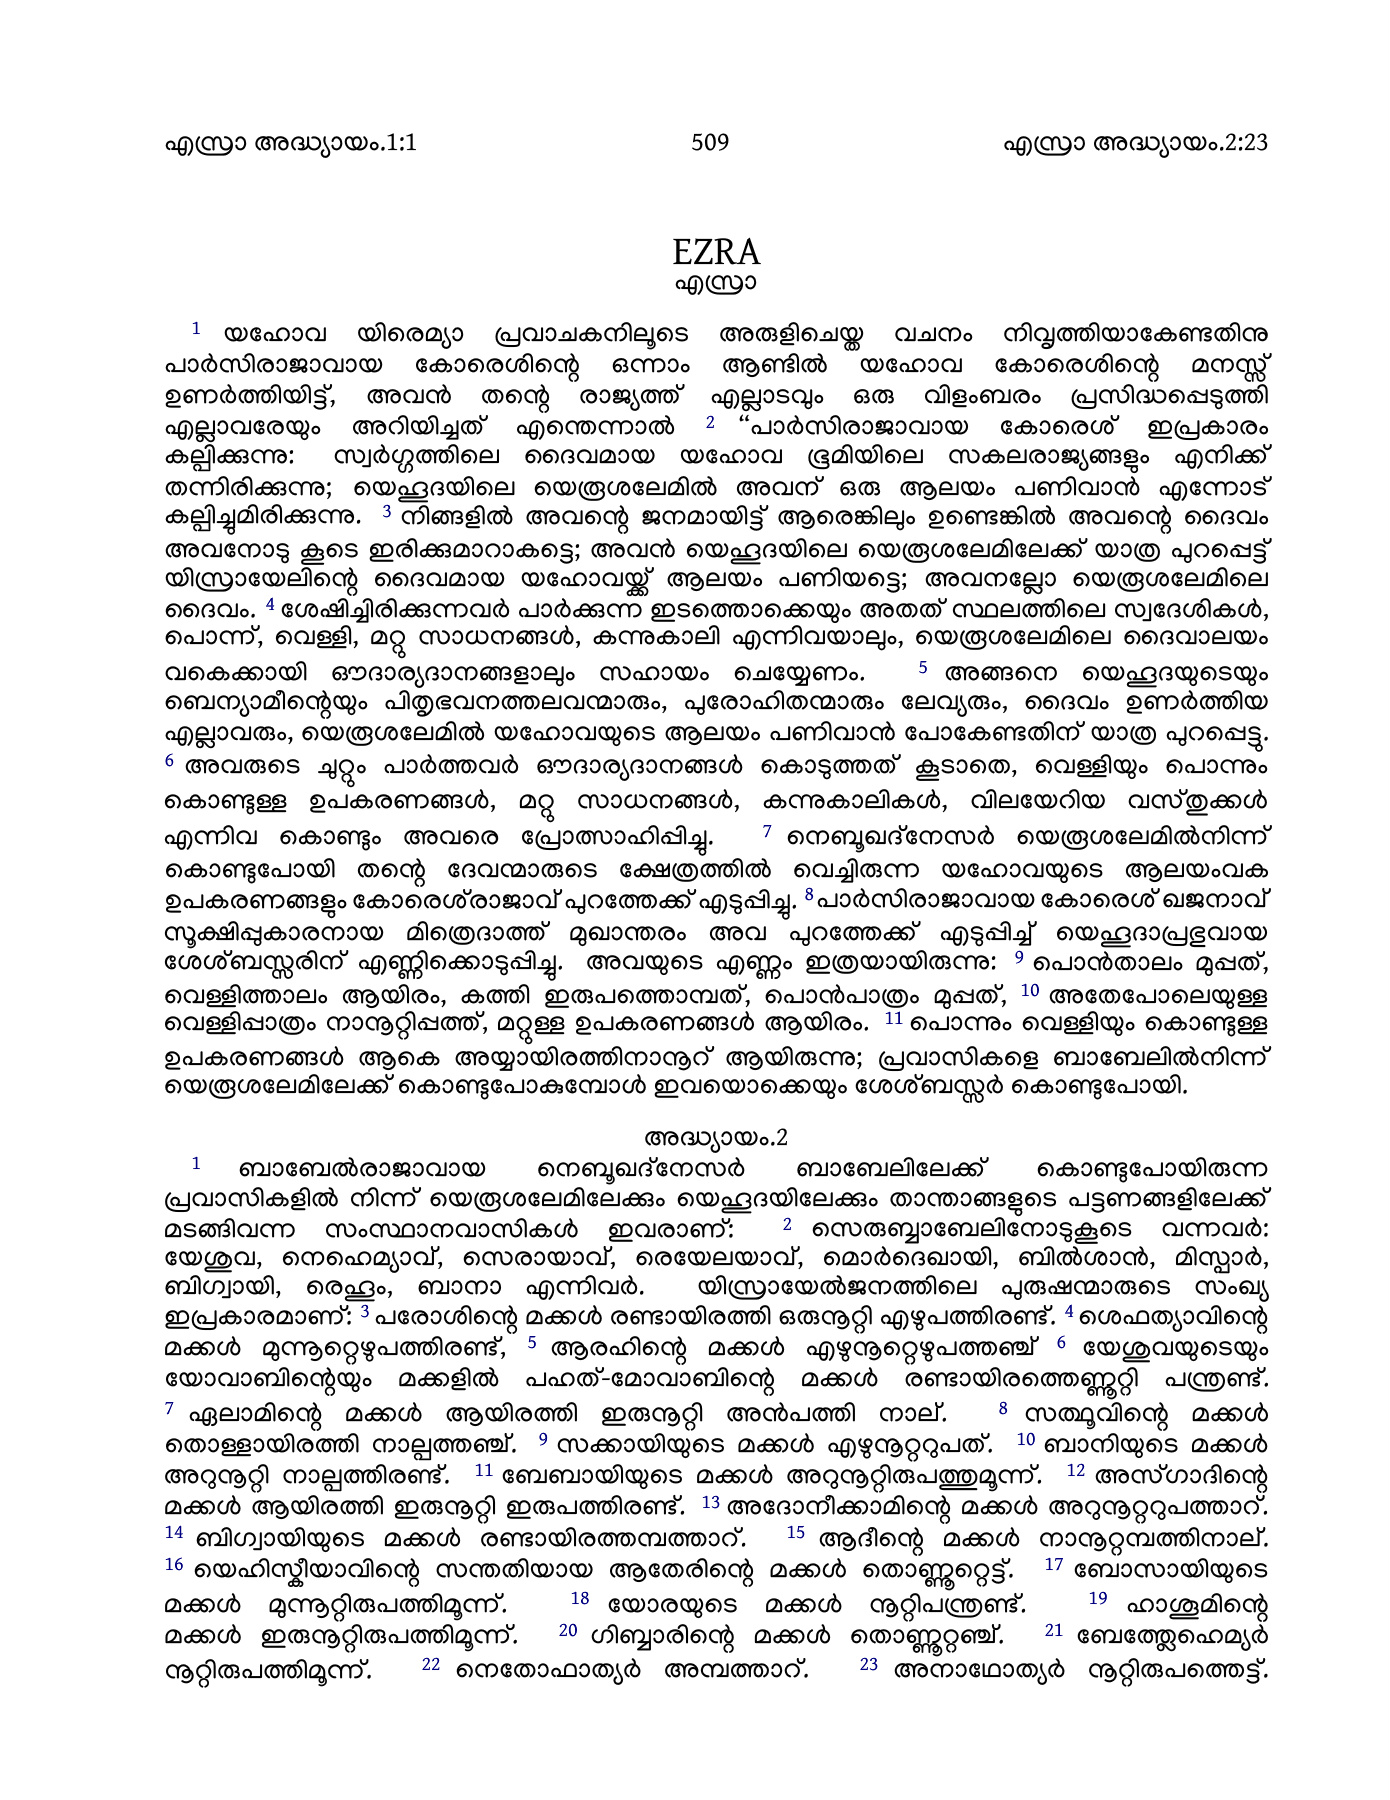 എസ്രാ അദ്ധ്യായം.1:1 509 എസ്രാ അദ്ധ്യായം.2:23
EZRA
എസ്രാ
1 യഹോവ യിരെമ്യാ പ്രവാചകനിലൂടെ അരുളിചെയ്ത വചനം നിവൃത്തിയാകേണ്ടതിനു
പാർസിരാജാവായ കോരെശിന്റെ ഒന്നാം ആണ്ടിൽ യഹോവ കോരെശിന്റെ മനസ്സ്
ഉണർത്തിയിട്ട്, അവൻ തന്റെ രാജ്യത്ത് എല്ലാടവും ഒരു വിളംബരം പ്രസിദ്ധപ്പെടുത്തി
എല്ലാവരേയും അറിയിച്ചത് എന്തെന്നാൽ 2 “പാർസിരാജാവായ കോരെശ് ഇപ്രകാരം
കല്പിക്കുന്നു: സ്വർഗ്ഗത്തിലെ ദൈവമായ യഹോവ ഭൂമിയിലെ സകലരാജ്യങ്ങളും എനിക്ക്
തന്നിരിക്കുന്നു; യെഹൂദയിലെ യെരൂശലേമിൽ അവന് ഒരു ആലയം പണിവാൻ എന്നോട്
കല്പിച്ചുമിരിക്കുന്നു. 3 നിങ്ങളിൽ അവന്റെ ജനമായിട്ട് ആരെങ്കിലും ഉണ്ടെങ്കിൽ അവന്റെ ദൈവം
അവനോടു കൂടെ ഇരിക്കുമാറാകട്ടെ; അവൻ യെഹൂദയിലെ യെരൂശലേമിലേക്ക് യാത്ര പുറപ്പെട്ട്
യിസ്രായേലിന്റെ ദൈവമായ യഹോവയ്ക്ക് ആലയം പണിയട്ടെ; അവനല്ലോ യെരൂശലേമിലെ
ദൈവം. 4 ശേഷിച്ചിരിക്കുന്നവർ പാർക്കുന്ന ഇടത്തൊക്കെയും അതത് സ്ഥലത്തിലെ സ്വദേശികൾ,
പൊന്ന്, വെള്ളി, മറ്റു സാധനങ്ങൾ, കന്നുകാലി എന്നിവയാലും, യെരൂശലേമിലെ ദൈവാലയം
വകെക്കായി ഔദാര്യദാനങ്ങളാലും സഹായം ചെയ്യേണം. 5 അങ്ങനെ യെഹൂദയുടെയും
ബെന്യാമീന്റെയും പിതൃഭവനത്തലവന്മാരും, പുരോഹിതന്മാരും ലേവ്യരും, ദൈവം ഉണർത്തിയ
എല്ലാവരും, യെരൂശലേമിൽ യഹോവയുടെ ആലയം പണിവാൻ പോകേണ്ടതിന് യാത്ര പുറപ്പെട്ടു.
6 അവരുടെ ചുറ്റും പാർത്തവർ ഔദാര്യദാനങ്ങൾ കൊടുത്തത് കൂടാതെ, വെള്ളിയും പൊന്നും
കൊണ്ടുള്ള ഉപകരണങ്ങൾ, മറ്റു സാധനങ്ങൾ, കന്നുകാലികൾ, വിലയേറിയ വസ്തുക്കൾ
എന്നിവ കൊണ്ടും അവരെ പ്രോത്സാഹിപ്പിച്ചു. 7 നെബൂഖദ്നേസർ യെരൂശലേമിൽനിന്ന്
കൊണ്ടുപോയി തന്റെ ദേവന്മാരുടെ ക്ഷേത്രത്തിൽ വെച്ചിരുന്ന യഹോവയുടെ ആലയംവക
ഉപകരണങ്ങളും കോരെശ്‌രാജാവ് പുറത്തേക്ക് എടുപ്പിച്ചു. 8 പാർസിരാജാവായ കോരെശ് ഖജനാവ്
സൂക്ഷിപ്പുകാരനായ മിത്രെദാത്ത് മുഖാന്തരം അവ പുറത്തേക്ക് എടുപ്പിച്ച് യെഹൂദാപ്രഭുവായ
ശേശ്ബസ്സരിന് എണ്ണിക്കൊടുപ്പിച്ചു. അവയുടെ എണ്ണം ഇത്രയായിരുന്നു: 9 പൊൻതാലം മുപ്പത്,
വെള്ളിത്താലം ആയിരം, കത്തി ഇരുപത്തൊമ്പത്, പൊൻപാത്രം മുപ്പത്, 10 അതേപോലെയുള്ള
വെള്ളിപ്പാത്രം നാനൂറ്റിപ്പത്ത്, മറ്റുള്ള ഉപകരണങ്ങൾ ആയിരം. 11 പൊന്നും വെള്ളിയും കൊണ്ടുള്ള
ഉപകരണങ്ങൾ ആകെ അയ്യായിരത്തിനാനൂറ് ആയിരുന്നു; പ്രവാസികളെ ബാബേലിൽനിന്ന്
യെരൂശലേമിലേക്ക് കൊണ്ടുപോകുമ്പോൾ ഇവയൊക്കെയും ശേശ്ബസ്സർ കൊണ്ടുപോയി.
അദ്ധ്യായം.2
1 ബാബേൽരാജാവായ നെബൂഖദ്നേസർ ബാബേലിലേക്ക് കൊണ്ടുപോയിരുന്ന
പ്രവാസികളിൽ നിന്ന് യെരൂശലേമിലേക്കും യെഹൂദയിലേക്കും താന്താങ്ങളുടെ പട്ടണങ്ങളിലേക്ക്
മടങ്ങിവന്ന സംസ്ഥാനവാസികൾ ഇവരാണ്: 2 സെരുബ്ബാബേലിനോടുകൂടെ വന്നവർ:
യേശുവ, നെഹെമ്യാവ്, സെരായാവ്, രെയേലയാവ്, മൊർദെഖായി, ബിൽശാൻ, മിസ്പാർ,
ബിഗ്വായി, രെഹൂം, ബാനാ എന്നിവർ. യിസ്രായേൽജനത്തിലെ പുരുഷന്മാരുടെ സംഖ്യ
ഇപ്രകാരമാണ്: 3 പരോശിന്റെ മക്കൾ രണ്ടായിരത്തി ഒരുനൂറ്റി എഴുപത്തിരണ്ട്. 4 ശെഫത്യാവിന്റെ
മക്കൾ മുന്നൂറ്റെഴുപത്തിരണ്ട്, 5 ആരഹിന്റെ മക്കൾ എഴുനൂറ്റെഴുപത്തഞ്ച് 6 യേശുവയുടെയും
യോവാബിന്റെയും മക്കളിൽ പഹത്-മോവാബിന്റെ മക്കൾ രണ്ടായിരത്തെണ്ണൂറ്റി പന്ത്രണ്ട്.
7 ഏലാമിന്റെ മക്കൾ ആയിരത്തി ഇരുനൂറ്റി അൻപത്തി നാല്. 8 സത്ഥൂവിന്റെ മക്കൾ
തൊള്ളായിരത്തി നാല്പത്തഞ്ച്. 9 സക്കായിയുടെ മക്കൾ എഴുനൂറ്ററുപത്. 10 ബാനിയുടെ മക്കൾ
അറുനൂറ്റി നാല്പത്തിരണ്ട്. 11 ബേബായിയുടെ മക്കൾ അറുനൂറ്റിരുപത്തുമൂന്ന്. 12 അസ്ഗാദിന്റെ
മക്കൾ ആയിരത്തി ഇരുനൂറ്റി ഇരുപത്തിരണ്ട്. 13 അദോനീക്കാമിന്റെ മക്കൾ അറുനൂറ്ററുപത്താറ്.
14 ബിഗ്വായിയുടെ മക്കൾ രണ്ടായിരത്തമ്പത്താറ്. 15 ആദീന്റെ മക്കൾ നാനൂറ്റമ്പത്തിനാല്.
16 യെഹിസ്കീയാവിന്റെ സന്തതിയായ ആതേരിന്റെ മക്കൾ തൊണ്ണൂറ്റെട്ട്. 17 ബോസായിയുടെ
മക്കൾ മുന്നൂറ്റിരുപത്തിമൂന്ന്. 18 യോരയുടെ മക്കൾ നൂറ്റിപന്ത്രണ്ട്. 19 ഹാശൂമിന്റെ
മക്കൾ ഇരുനൂറ്റിരുപത്തിമൂന്ന്. 20 ഗിബ്ബാരിന്റെ മക്കൾ തൊണ്ണൂറ്റഞ്ച്. 21 ബേത്ത്ലേഹെമ്യർ
നൂറ്റിരുപത്തിമൂന്ന്. 22 നെതോഫാത്യർ അമ്പത്താറ്. 23 അനാഥോത്യർ നൂറ്റിരുപത്തെട്ട്.